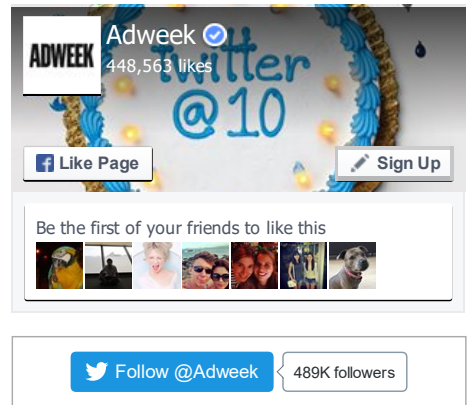 ADWEEK
Adweek
448,563 likes
Twitter
@10
Like Page
Sign Up
Be the first of your friends to like this
Follow @Adweek
489K followers